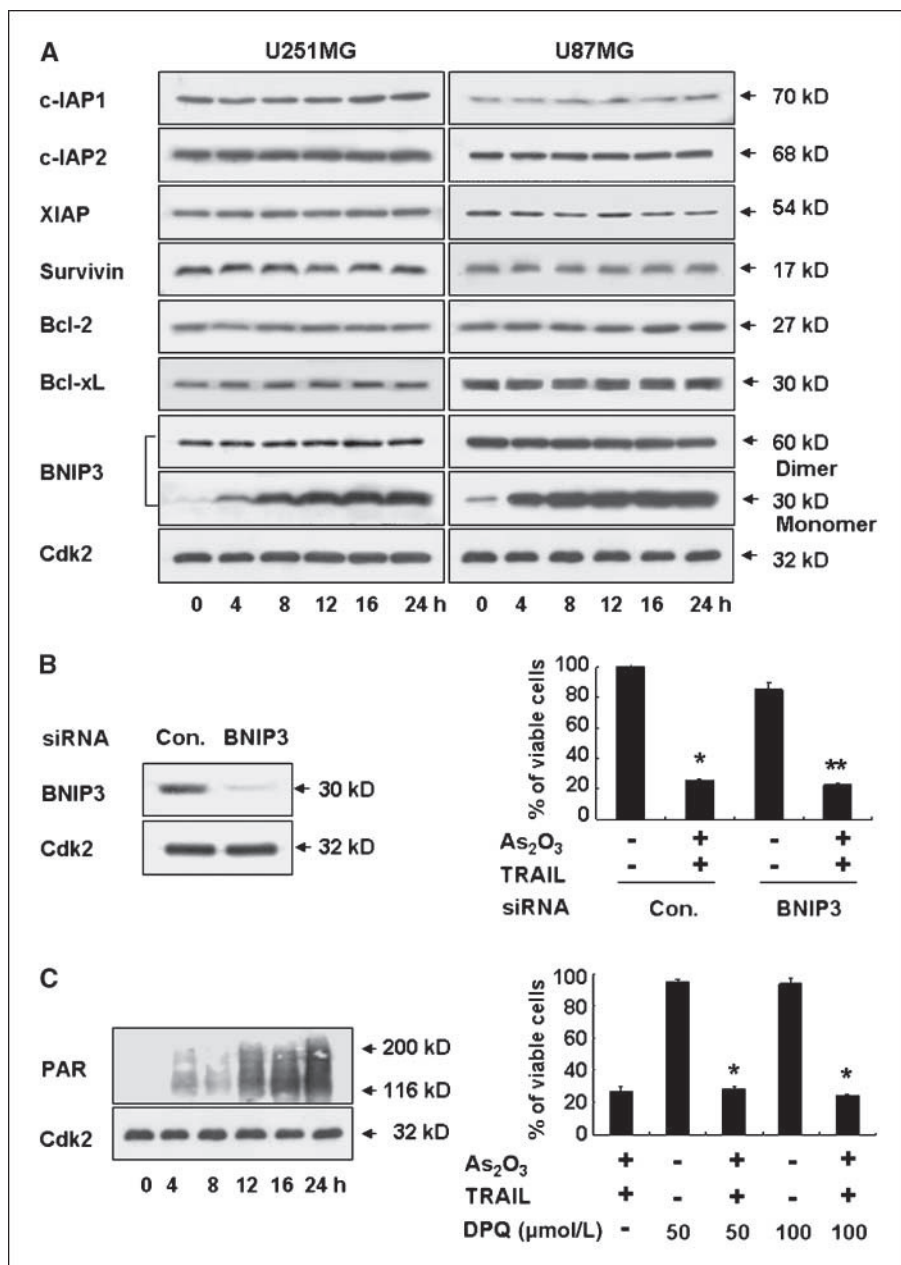 A
U251MG U87MG
c-IAP1 70 kD
c-IAP2 68 kD
XIAP 54 kD
Survivin 17 kD
Bcl-2 27 kD
Bcl-xL 30 kD
BNIP3 60 kD
Dimer
30 kD
Monomer
Cdk2 32 kD
0 4 8 12 16 24 h 0 4 8 12 16 24 h
B
siRNA Con. BNIP3
BNIP3 30 kD
Cdk2 32 kD
% of viable cells
100
80
60
40
20
0
* **
As₂O₃ - + - +
TRAIL - + - +
siRNA Con. BNIP3
C
PAR 200 kD
116 kD
Cdk2 32 kD
0 4 8 12 16 24 h
% of viable cells
100
80
60
40
20
0
* *
As₂O₃ + - + - +
TRAIL + - + - +
DPQ (µmol/L) - 50 50 100 100